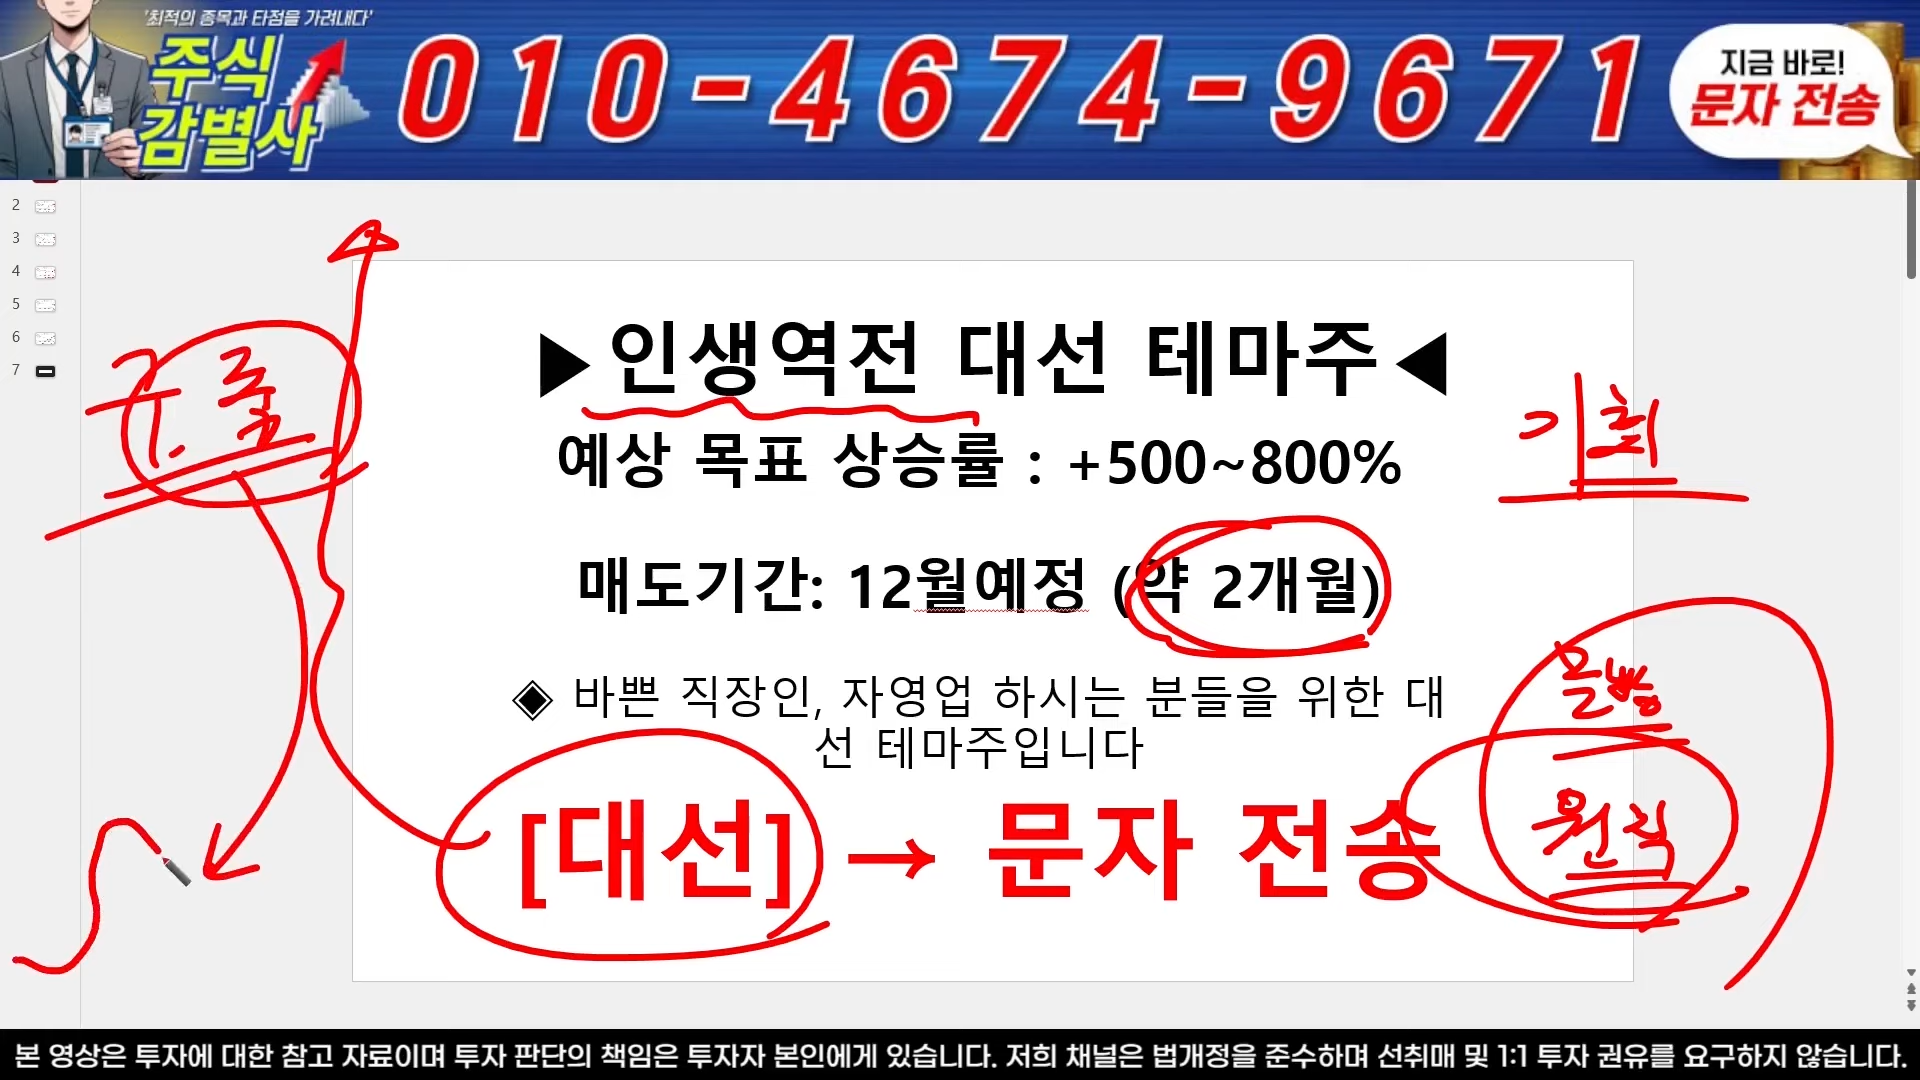 '최적의 종목과 타점을 가려내다'
주식
감별사
010-4674-9671
지금 바로!
문자 전송
2
3
4
5
6
7
▶인생역전 대선 테마주◀
예상 목표 상승률 : +500~800%
매도기간: 12월예정 (약 2개월)
◈ 바쁜 직장인, 자영업 하시는 분들을 위한 대
선 테마주입니다
[대선] → 문자 전송
기회
몰빵
원칙
본 영상은 투자에 대한 참고 자료이며 투자 판단의 책임은 투자자 본인에게 있습니다. 저희 채널은 법개정을 준수하며 선취매 및 1:1 투자 권유를 요구하지 않습니다.